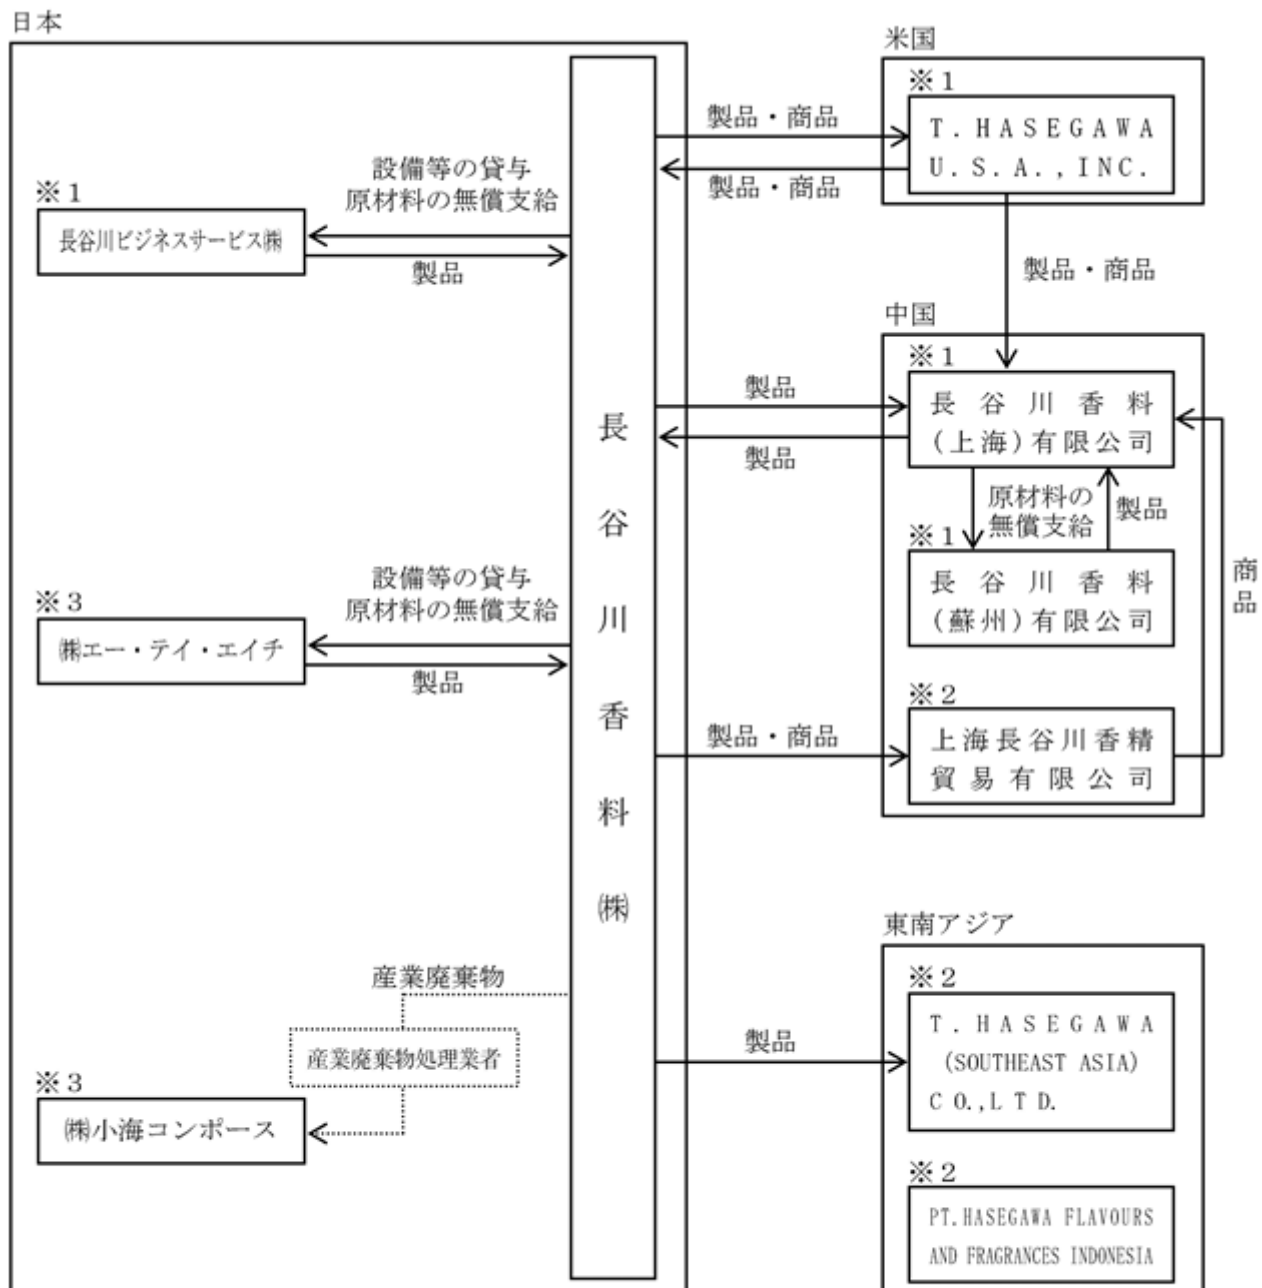 日本
米国
※1
T.HASEGAWA
U.S.A.,INC.
製品・商品
製品・商品
設備等の貸与
原材料の無償支給
※1
長谷川ビジネスサービス㈱
製品
製品・商品
中国
※1
長谷川香料
(上海)有限公司
製品
製品
長谷川香料㈱
原材料の
無償支給
製品
※1
長谷川香料
(蘇州)有限公司
商品
設備等の貸与
原材料の無償支給
※3
㈱エー・テイ・エイチ
製品
※2
上海長谷川香精
貿易有限公司
製品・商品
東南アジア
産業廃棄物
産業廃棄物処理業者
※3
㈱小海コンポース
※2
T.HASEGAWA
(SOUTHEAST ASIA)
CO.,LTD.
製品
※2
PT.HASEGAWA FLAVOURS
AND FRAGRANCES INDONESIA